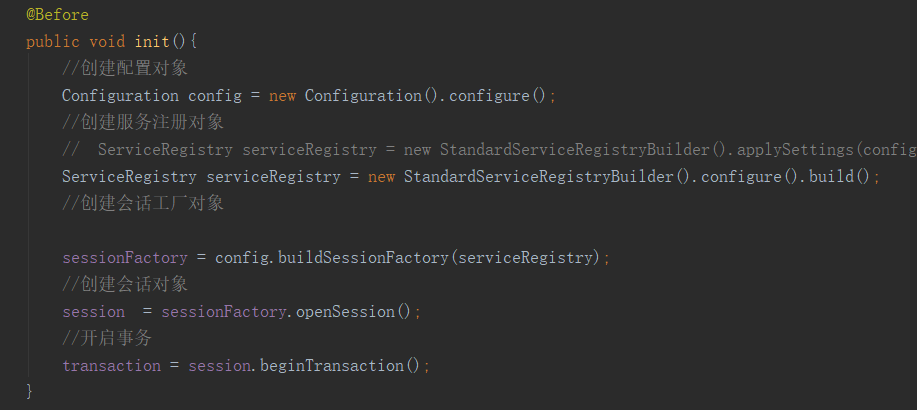 @Before
public void init(){
//创建配置对象
Configuration config = new Configuration().configure();
//创建服务注册对象
//  ServiceRegistry serviceRegistry = new StandardServiceRegistryBuilder().applySettings(config
ServiceRegistry serviceRegistry = new StandardServiceRegistryBuilder().configure().build();
//创建会话工厂对象
sessionFactory = config.buildSessionFactory(serviceRegistry);
//创建会话对象
session  = sessionFactory.openSession();
//开启事务
transaction = session.beginTransaction();
}